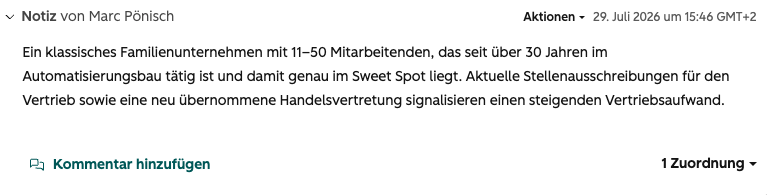 Notiz von Marc Pönisch Aktionen 29. Juli 2026 um 15:46 GMT+2
Ein klassisches Familienunternehmen mit 11–50 Mitarbeitenden, das seit über 30 Jahren im
Automatisierungsbau tätig ist und damit genau im Sweet Spot liegt. Aktuelle Stellenausschreibungen für den
Vertrieb sowie eine neu übernommene Handelsvertretung signalisieren einen steigenden Vertriebsaufwand.
Kommentar hinzufügen 1 Zuordnung